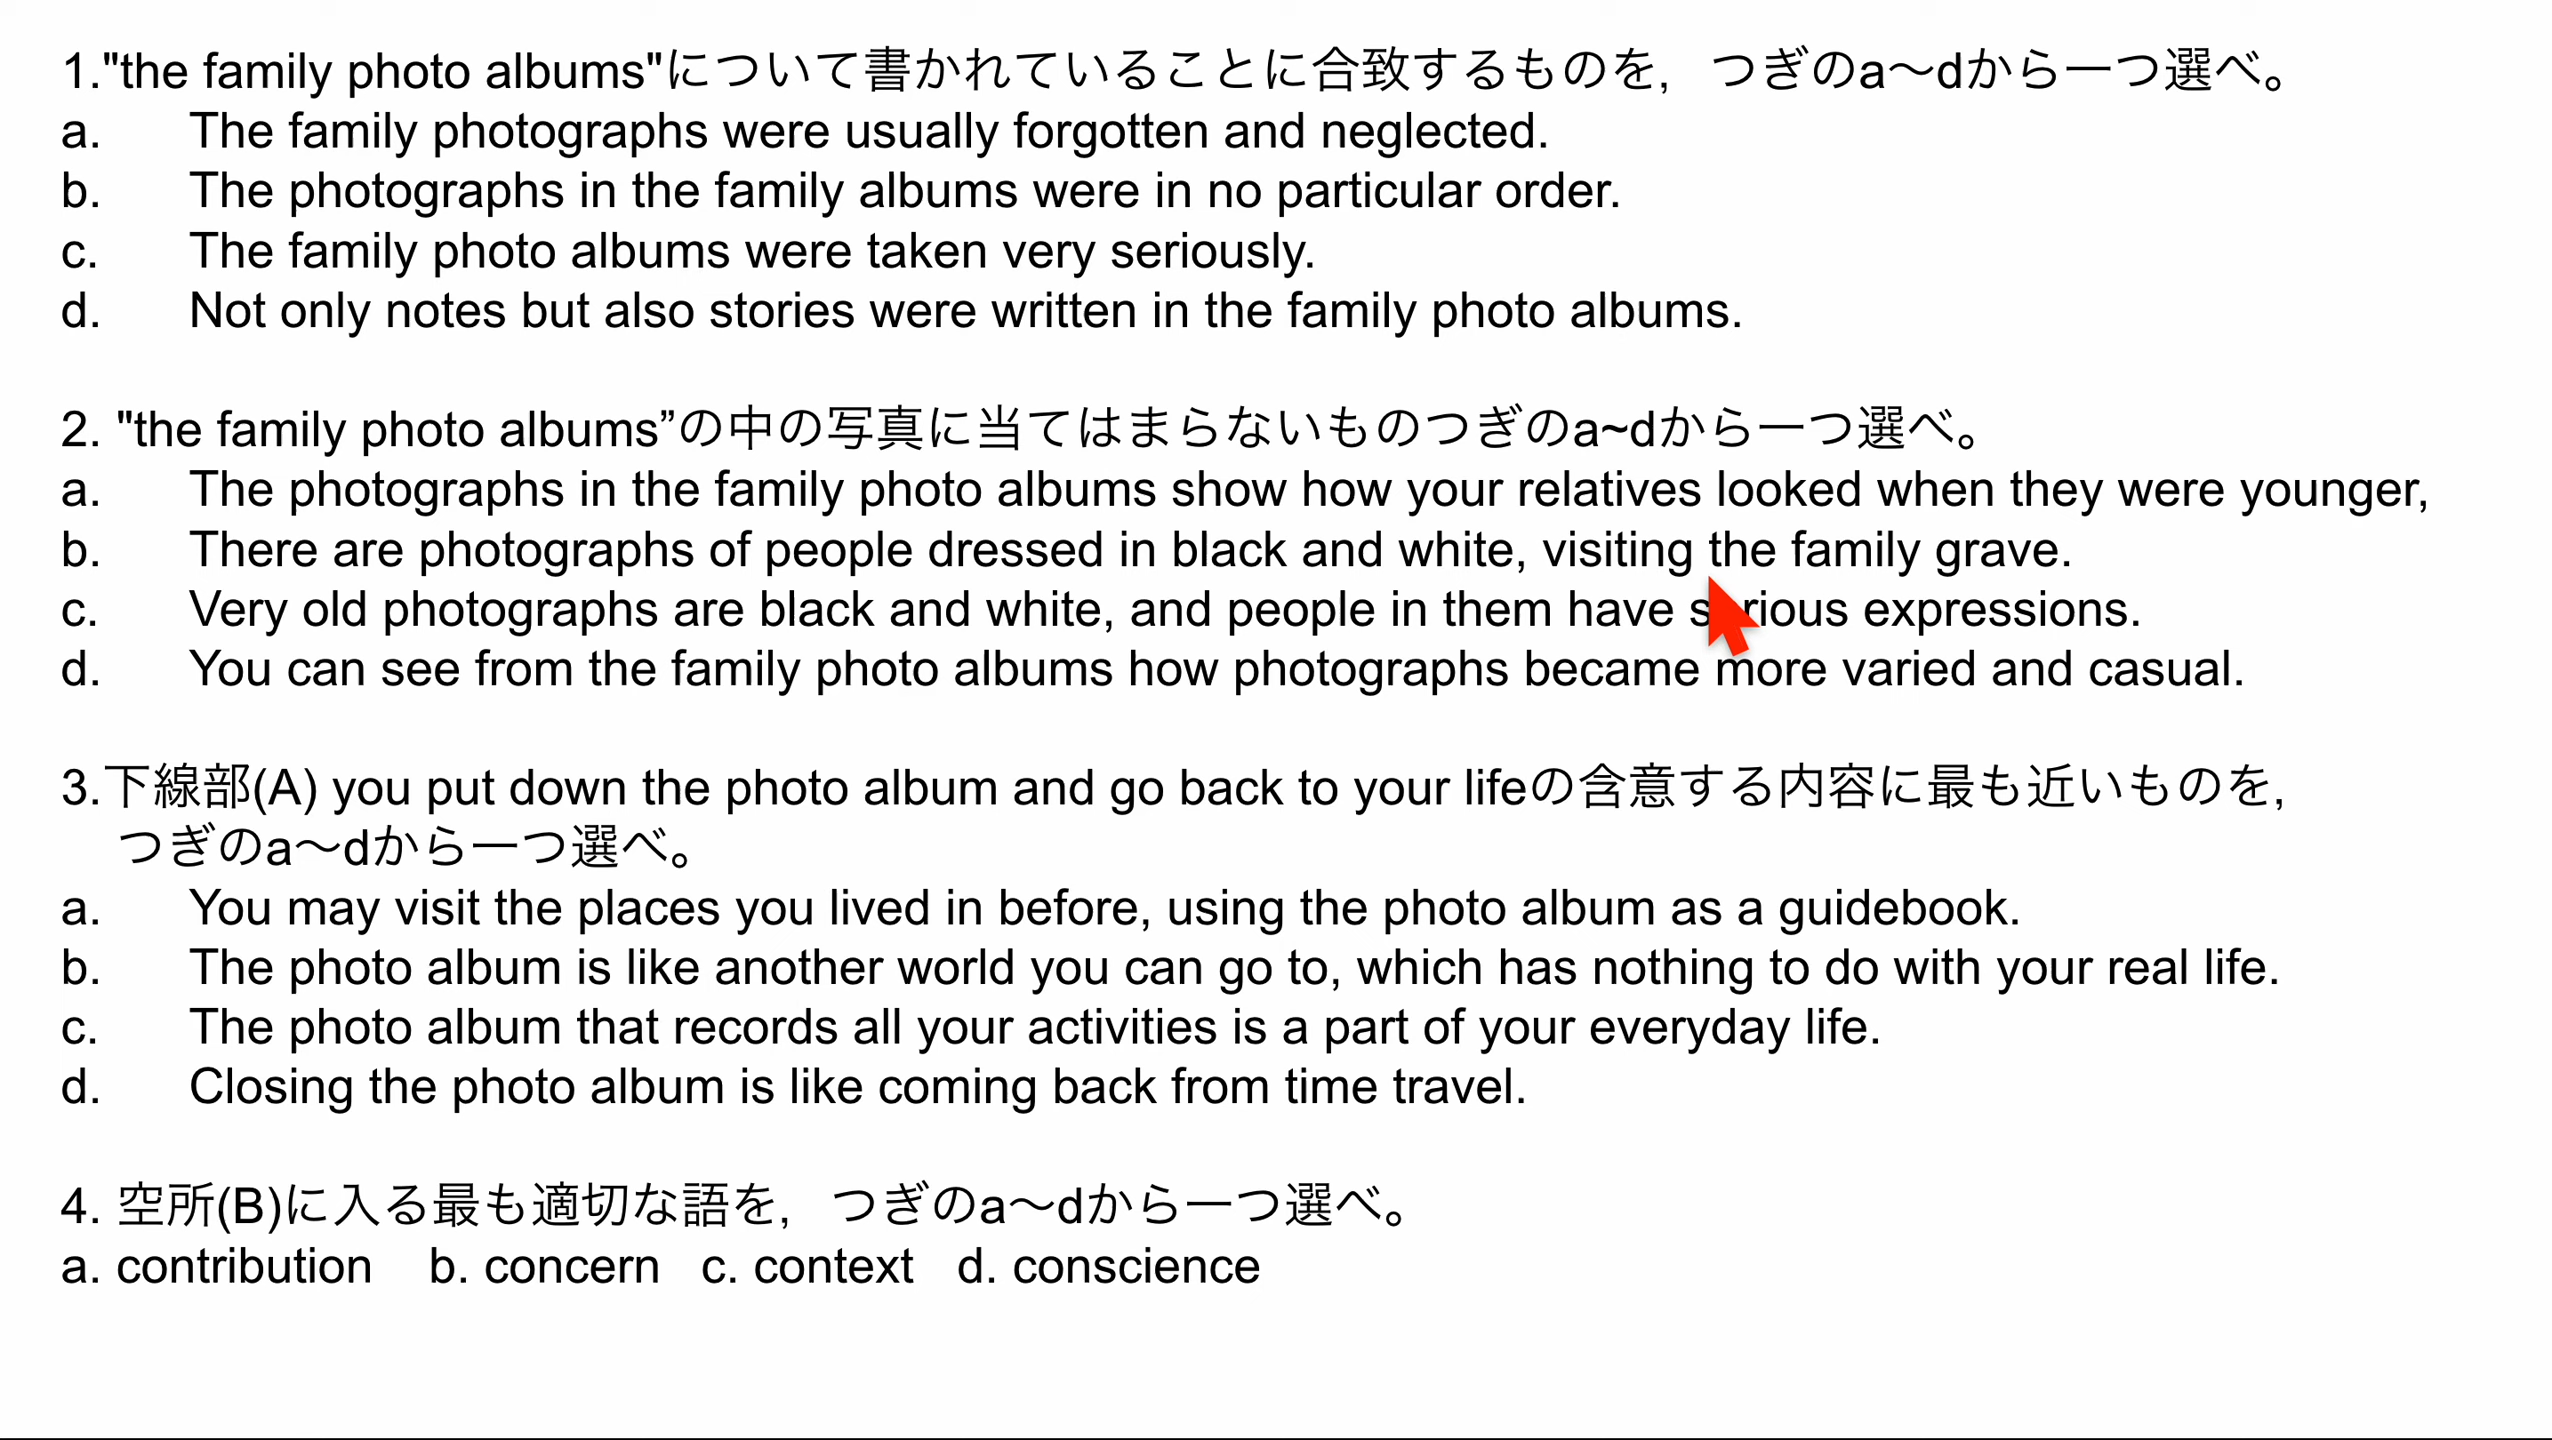 1."the family photo albums"について書かれていることに合致するものを，つぎのa〜dから一つ選べ。
a. The family photographs were usually forgotten and neglected.
b. The photographs in the family albums were in no particular order.
c. The family photo albums were taken very seriously.
d. Not only notes but also stories were written in the family photo albums.
2. "the family photo albums”の中の写真に当てはまらないものつぎのa~dから一つ選べ。
a. The photographs in the family photo albums show how your relatives looked when they were younger,
b. There are photographs of people dressed in black and white, visiting the family grave.
c. Very old photographs are black and white, and people in them have serious expressions.
d. You can see from the family photo albums how photographs became more varied and casual.
3.下線部(A) you put down the photo album and go back to your lifeの含意する内容に最も近いものを，
つぎのa〜dから一つ選べ。
a. You may visit the places you lived in before, using the photo album as a guidebook.
b. The photo album is like another world you can go to, which has nothing to do with your real life.
c. The photo album that records all your activities is a part of your everyday life.
d. Closing the photo album is like coming back from time travel.
4. 空所(B)に入る最も適切な語を，つぎのa〜dから一つ選べ。
a. contribution b. concern c. context d. conscience